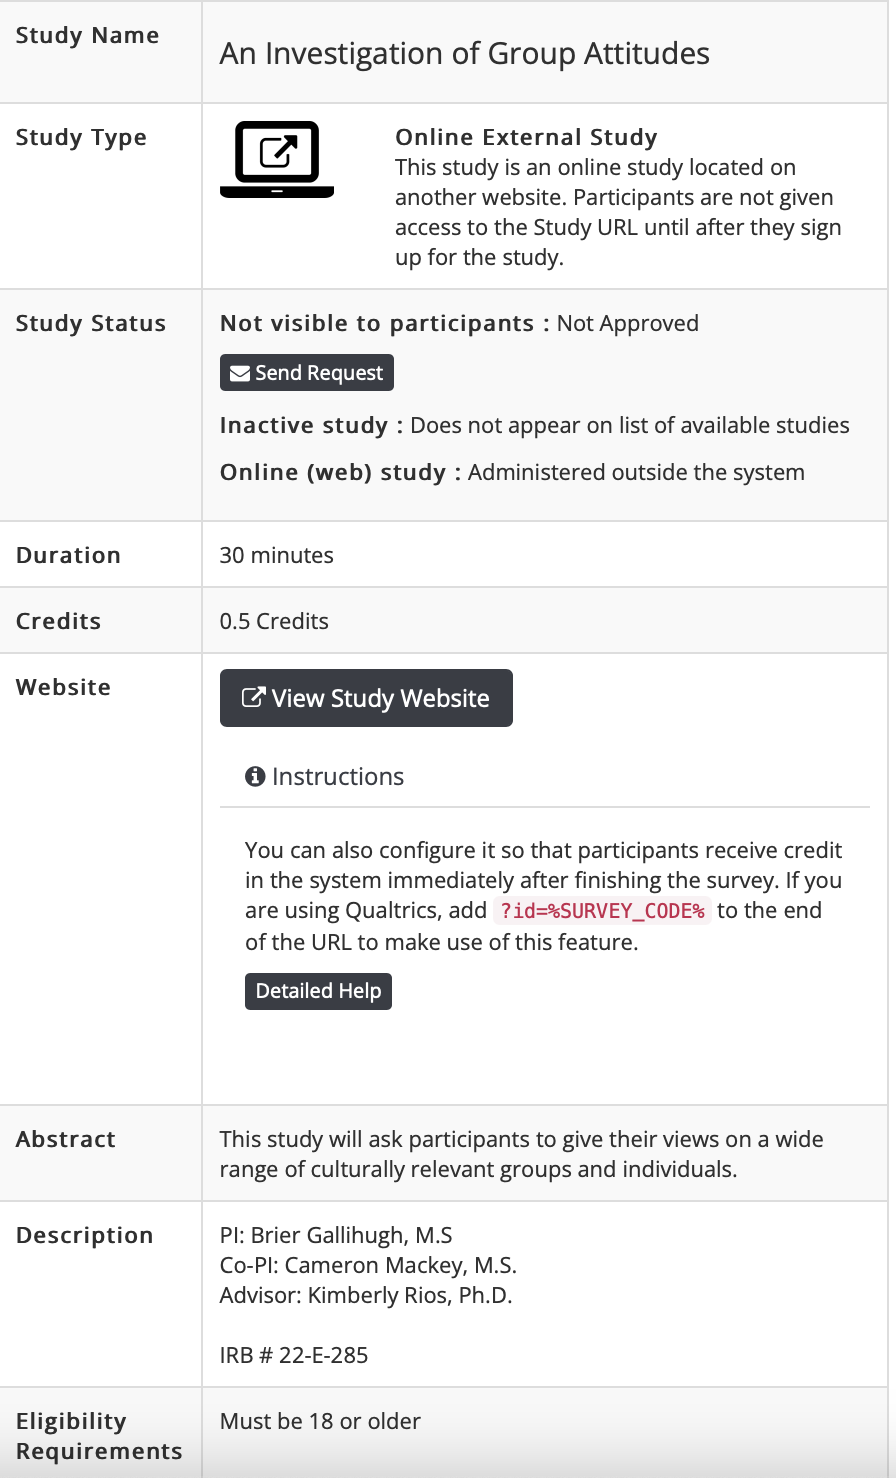 Study Name
An Investigation of Group Attitudes
Study Type
Online External Study
This study is an online study located on
another website. Participants are not given
access to the Study URL until after they sign
up for the study.
Study Status
Not visible to participants : Not Approved
Send Request
Inactive study : Does not appear on list of available studies
Online (web) study : Administered outside the system
Duration
30 minutes
Credits
0.5 Credits
Website
View Study Website
Instructions
You can also configure it so that participants receive credit
in the system immediately after finishing the survey. If you
are using Qualtrics, add ?id=%SURVEY_CODE% to the end
of the URL to make use of this feature.
Detailed Help
Abstract
This study will ask participants to give their views on a wide
range of culturally relevant groups and individuals.
Description
PI: Brier Gallihugh, M.S
Co-PI: Cameron Mackey, M.S.
Advisor: Kimberly Rios, Ph.D.
IRB # 22-E-285
Eligibility
Requirements
Must be 18 or older